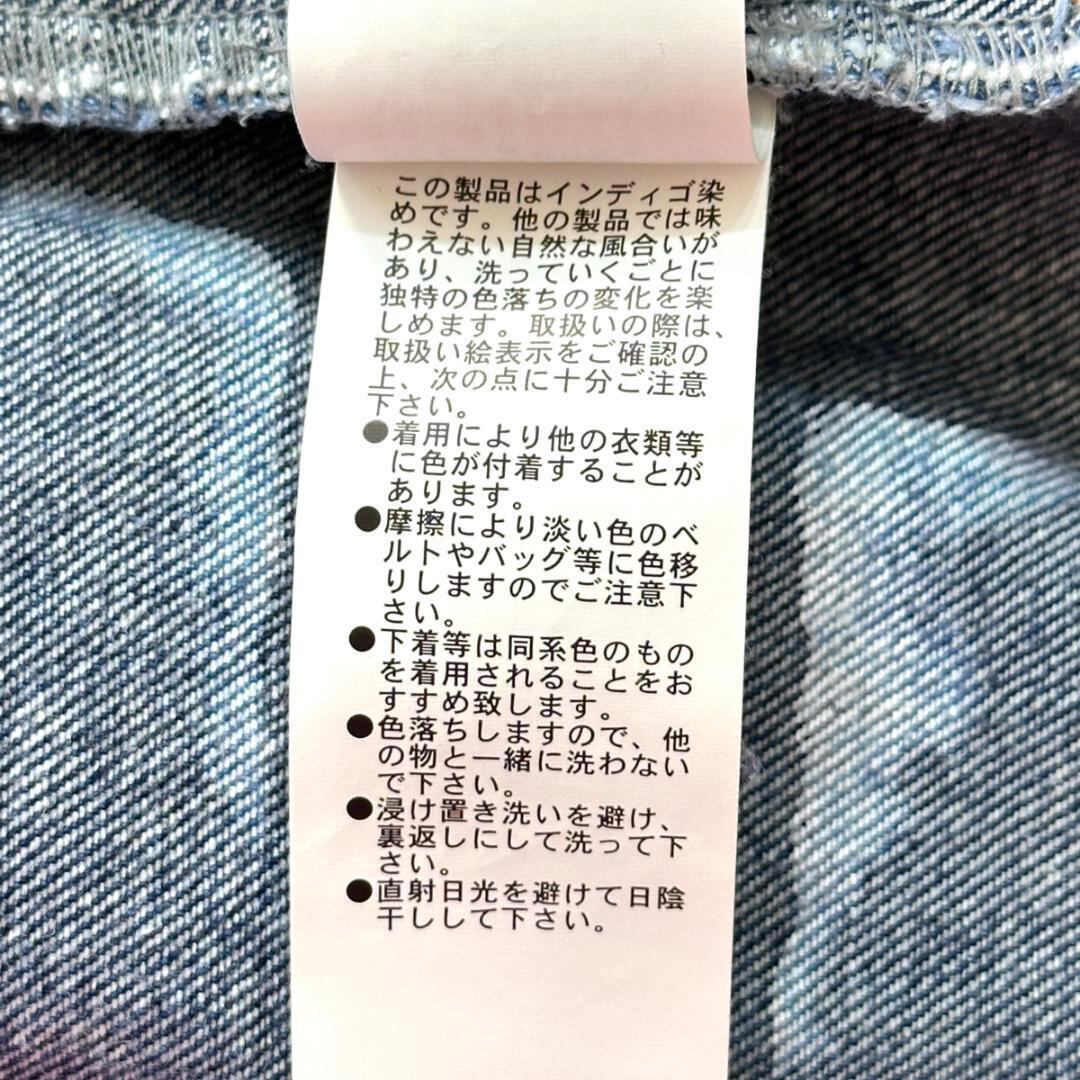 この製品はインディゴ染
めです。他の製品では味
わえない自然な風合いが
あり、洗っていくごとに
独特の色落ちの変化を楽
しめます。取扱いの際は、
取扱い絵表示をご確認の
上、次の点に十分ご注意
下さい。
●着用により他の衣類等
に色が付着することが
あります。
●摩擦により淡い色のベ
ルトやバッグ等に色移
りしますのでご注意下
さい。
●下着等は同系色のもの
を着用されることをお
すすめ致します。
●色落ちしますので、他
の物と一緒に洗わない
で下さい。
●浸け置き洗いを避け、
裏返しにして洗って下
さい。
●直射日光を避けて日陰
干しして下さい。